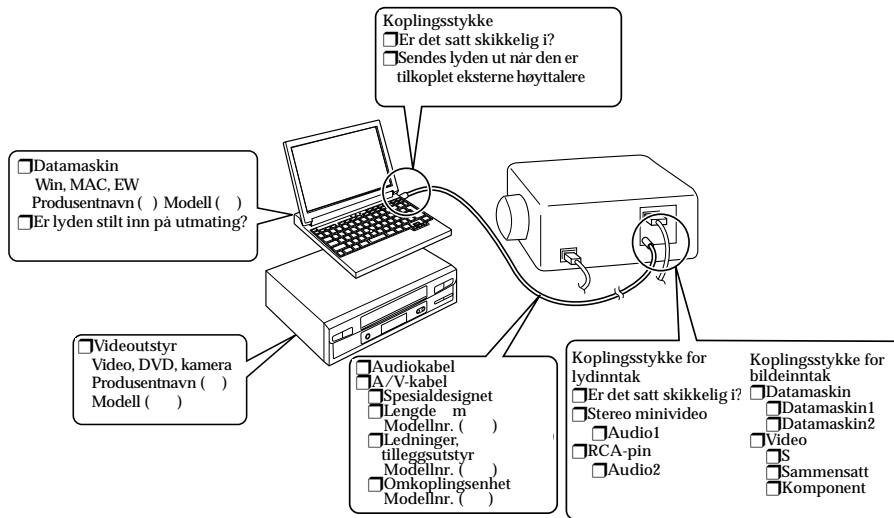 Koplingsstykke
❒Er det satt skikkelig i?
❒Sendes lyden ut når den er
tilkoplet eksterne høyttalere
❒Datamaskin
Win, MAC, EW
Produsentnavn ( ) Modell ( )
❒Er lyden stilt inn på utmating?
❒Videoutstyr
Video, DVD, kamera
Produsentnavn ( )
Modell ( )
❒Audiokabel
❒A/V-kabel
❒Spesialdesignet
❒Lengde m
Modellnr. ( )
❒Ledninger,
tilleggsutstyr
Modellnr. ( )
❒Omkoplingsenhet
Modellnr. ( )
Koplingsstykke for
lydinntak
❒Er det satt skikkelig i?
❒Stereo minivideo
❒Audio1
❒RCA-pin
❒Audio2
Koplingsstykke for
bildeinntak
❒Datamaskin
❒Datamaskin1
❒Datamaskin2
❒Video
❒S
❒Sammensatt
❒Komponent